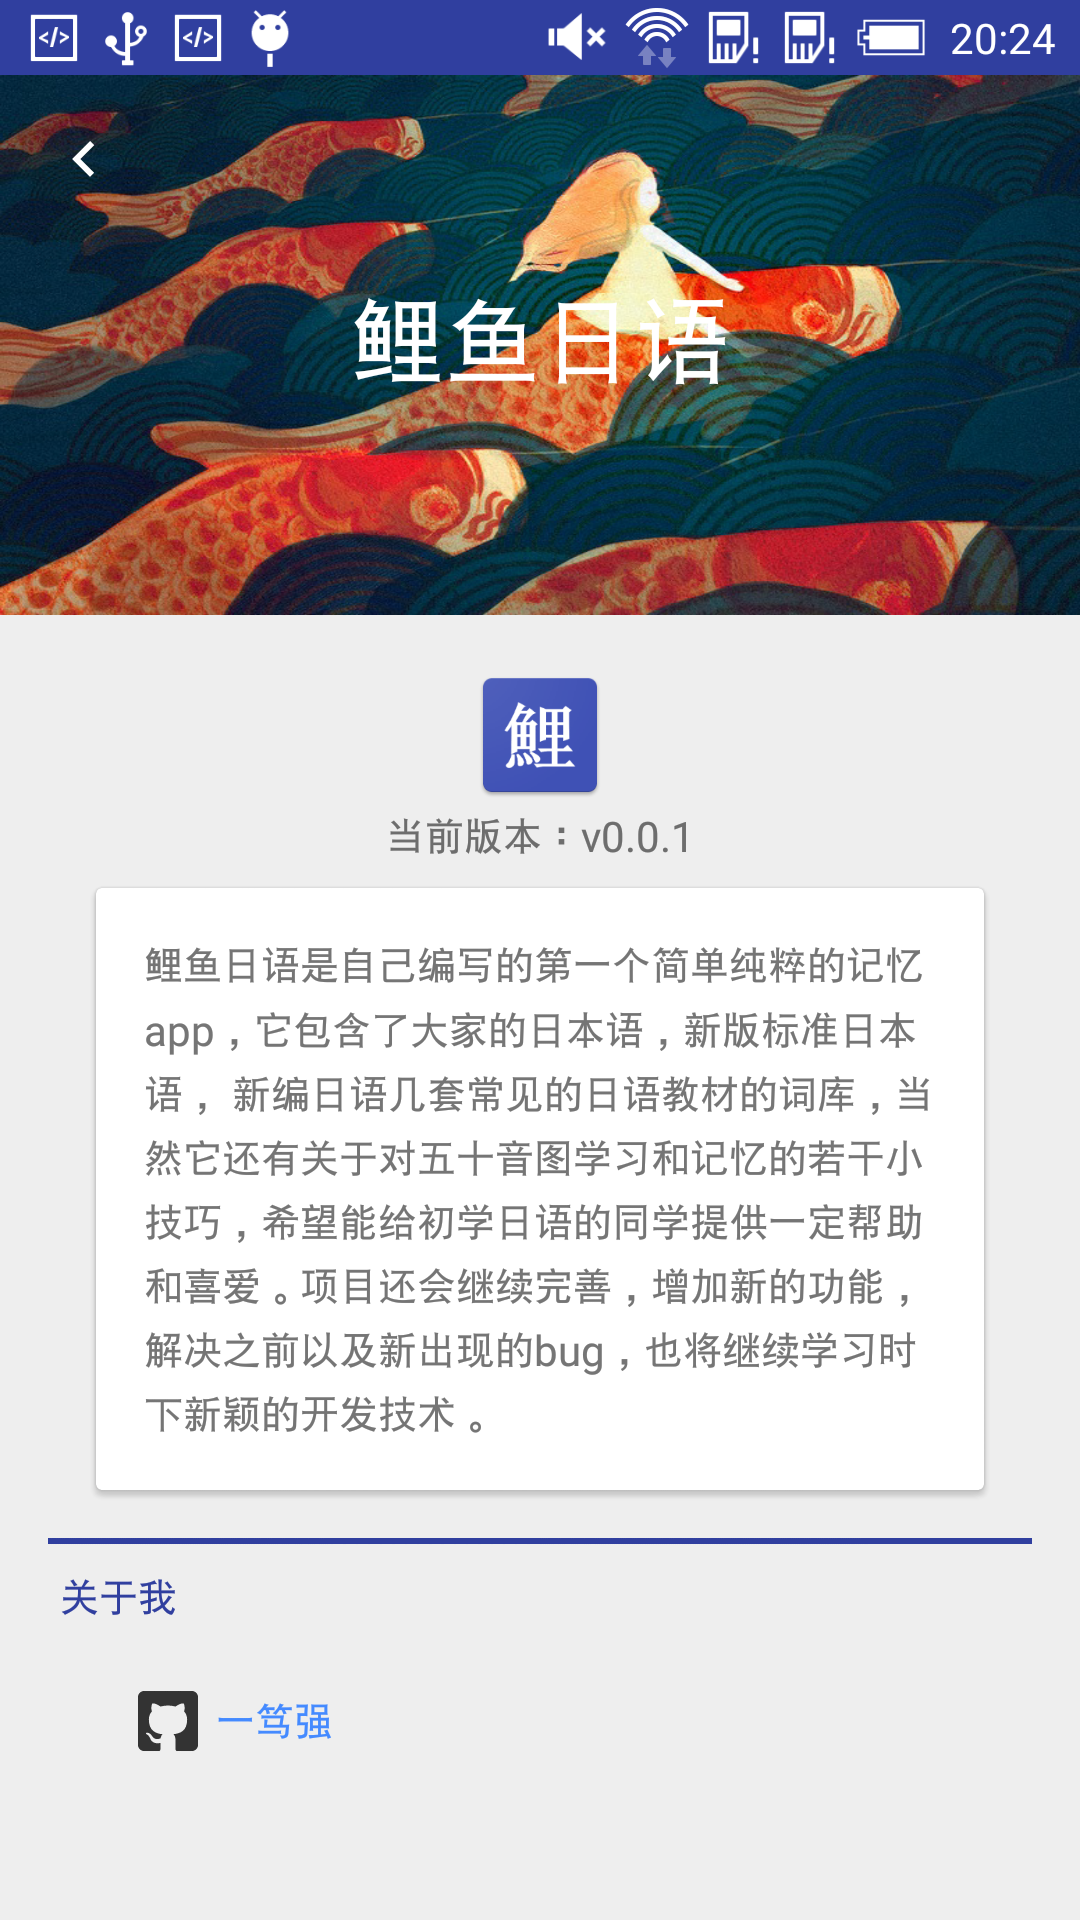 20:24
鲤鱼日语
鯉
当前版本：v0.0.1
鲤鱼日语是自己编写的第一个简单纯粹的记忆
app，它包含了大家的日本语，新版标准日本
语， 新编日语几套常见的日语教材的词库，当
然它还有关于对五十音图学习和记忆的若干小
技巧，希望能给初学日语的同学提供一定帮助
和喜爱。项目还会继续完善，增加新的功能，
解决之前以及新出现的bug，也将继续学习时
下新颖的开发技术。
关于我
一笃强